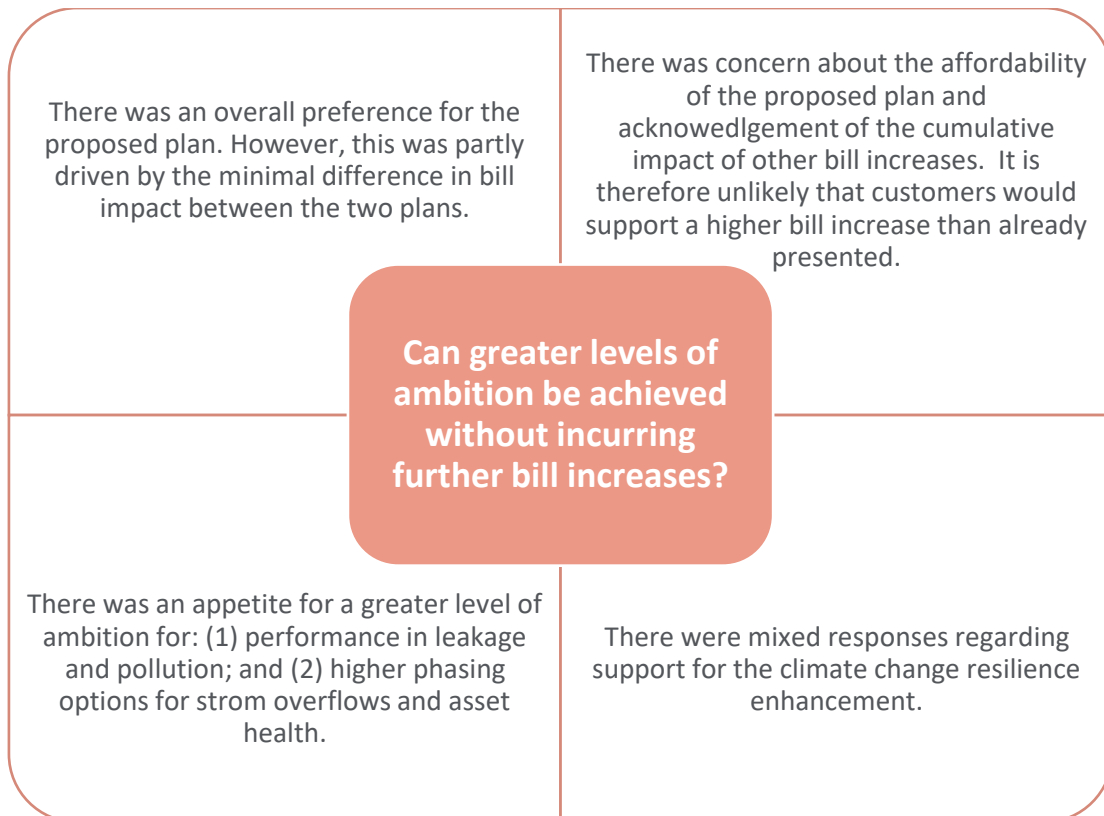 There was an overall preference for the
proposed plan. However, this was partly
driven by the minimal difference in bill
impact between the two plans.
There was concern about the affordability
of the proposed plan and
acknowedlgement of the cumulative
impact of other bill increases.  It is
therefore unlikely that customers would
support a higher bill increase than already
presented.
Can greater levels of
ambition be achieved
without incurring
further bill increases?
There was an appetite for a greater level of
ambition for: (1) performance in leakage
and pollution; and (2) higher phasing
options for strom overflows and asset
health.
There were mixed responses regarding
support for the climate change resilience
enhancement.